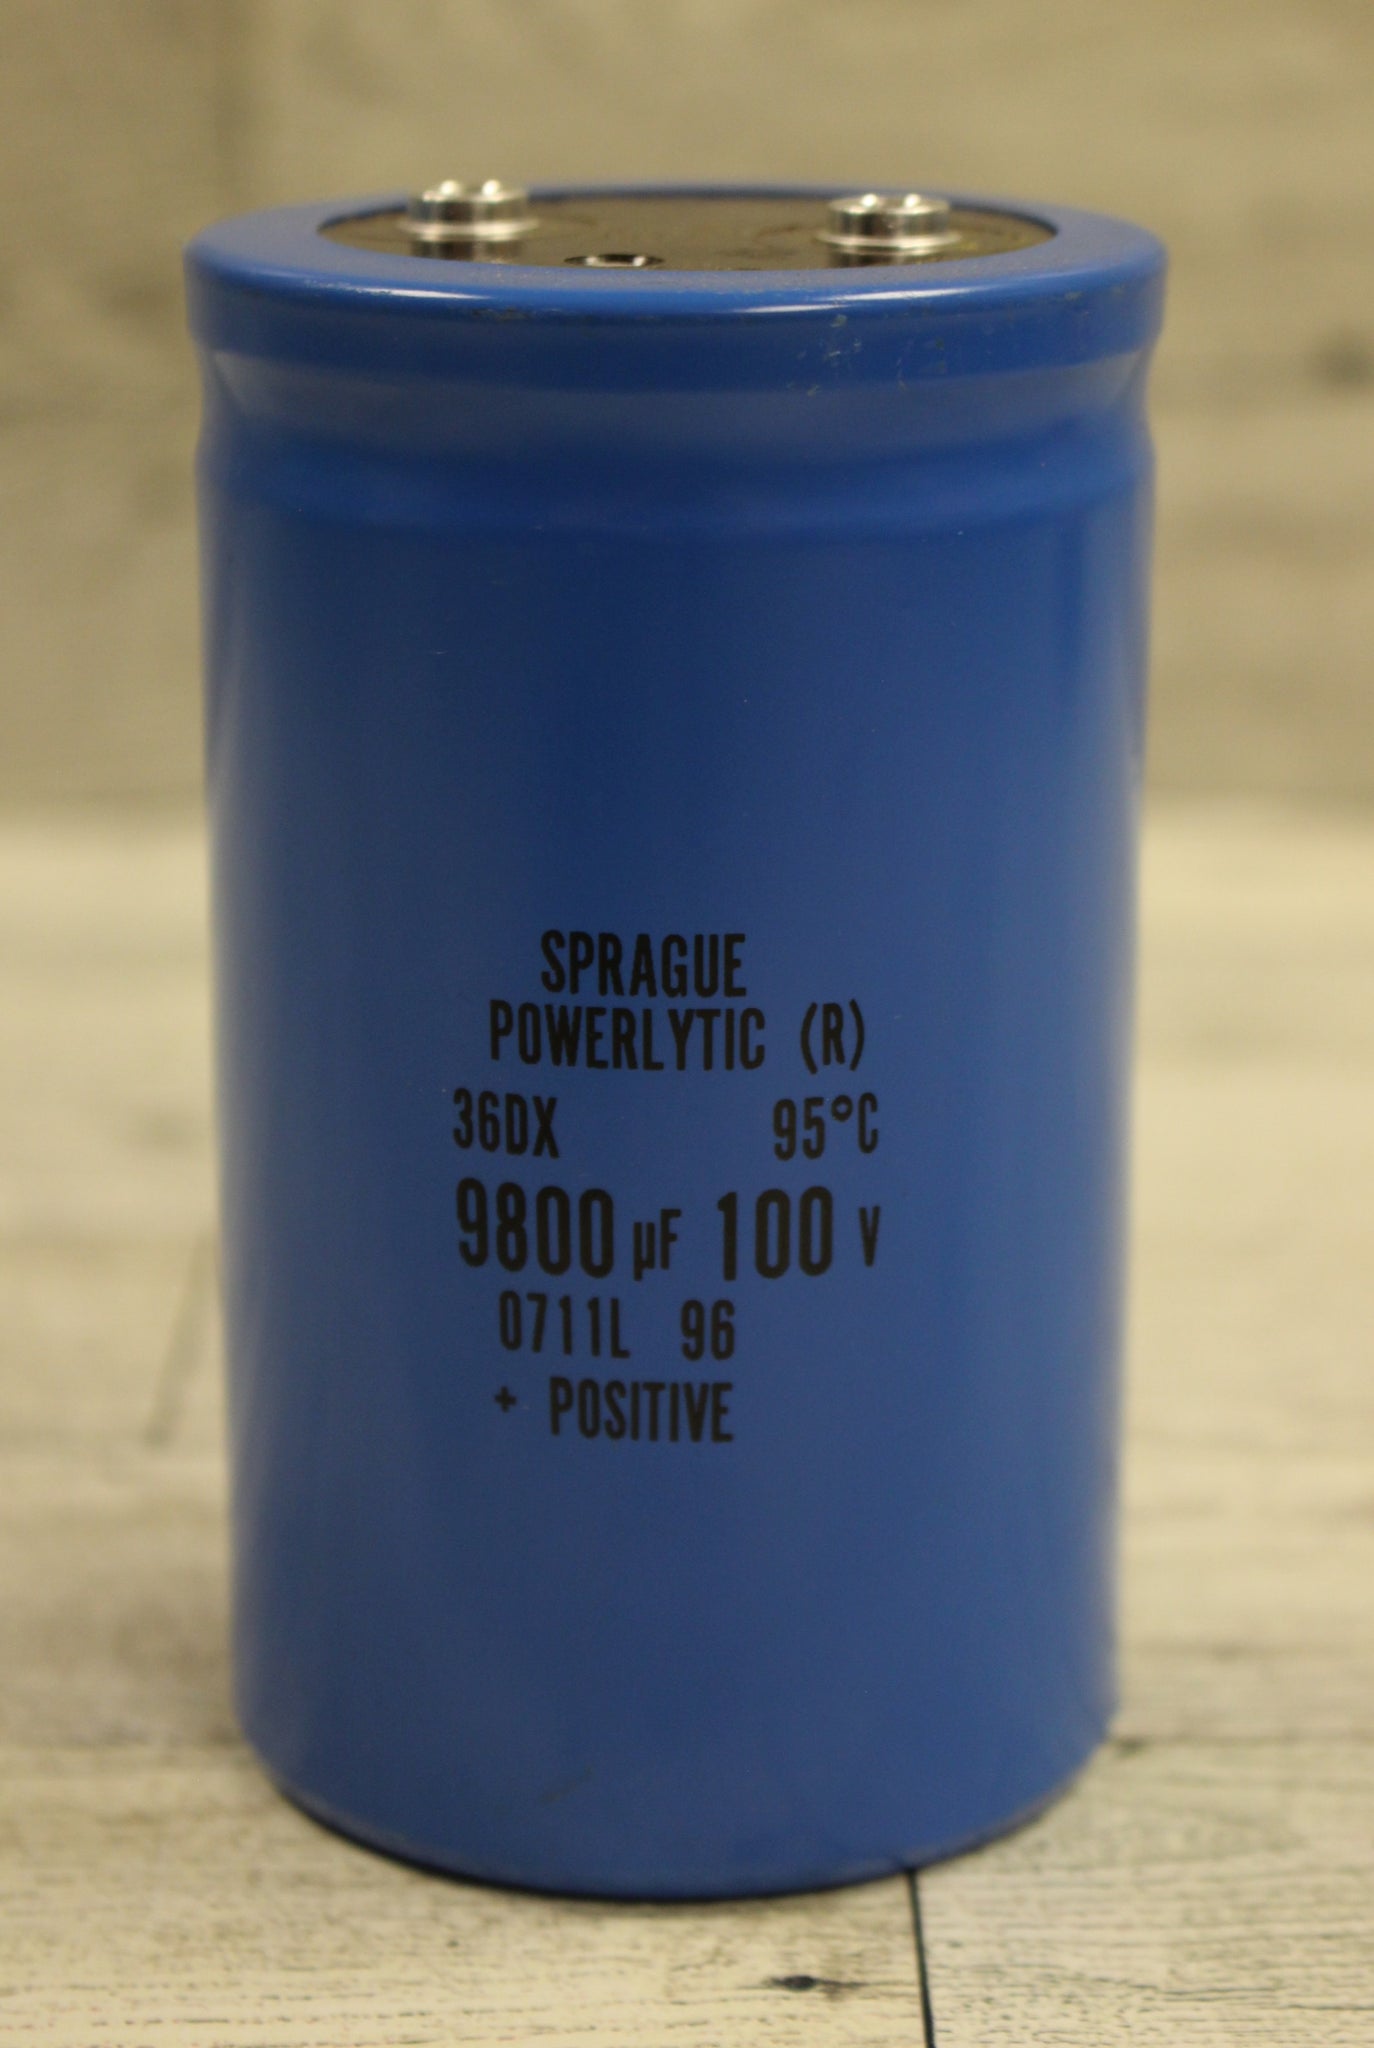 SPRAGUE
POWERLYTIC (R)
36DX 95°C
9800 µF 100 V
0711L 96
+ POSITIVE